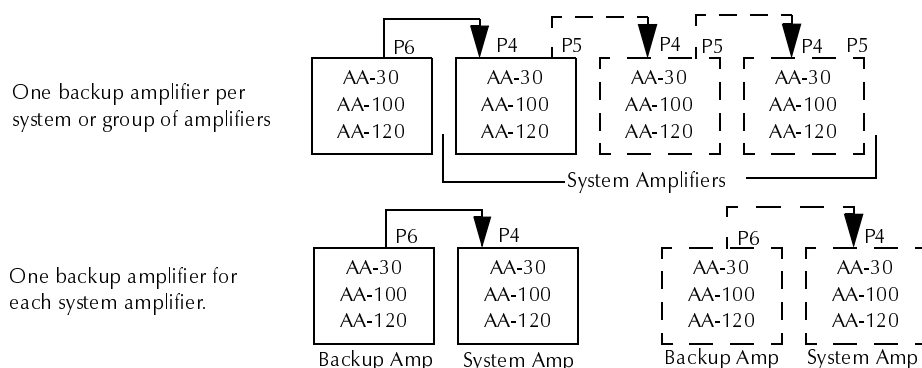 P6 P4 P5 P4 P5 P4 P5
One backup amplifier per
system or group of amplifiers
AA-30 AA-30 AA-30 AA-30
AA-100 AA-100 AA-100 AA-100
AA-120 AA-120 AA-120 AA-120
System Amplifiers
P6 P4 P6 P4
One backup amplifier for
each system amplifier.
AA-30 AA-30 AA-30 AA-30
AA-100 AA-100 AA-100 AA-100
AA-120 AA-120 AA-120 AA-120
Backup Amp System Amp Backup Amp System Amp